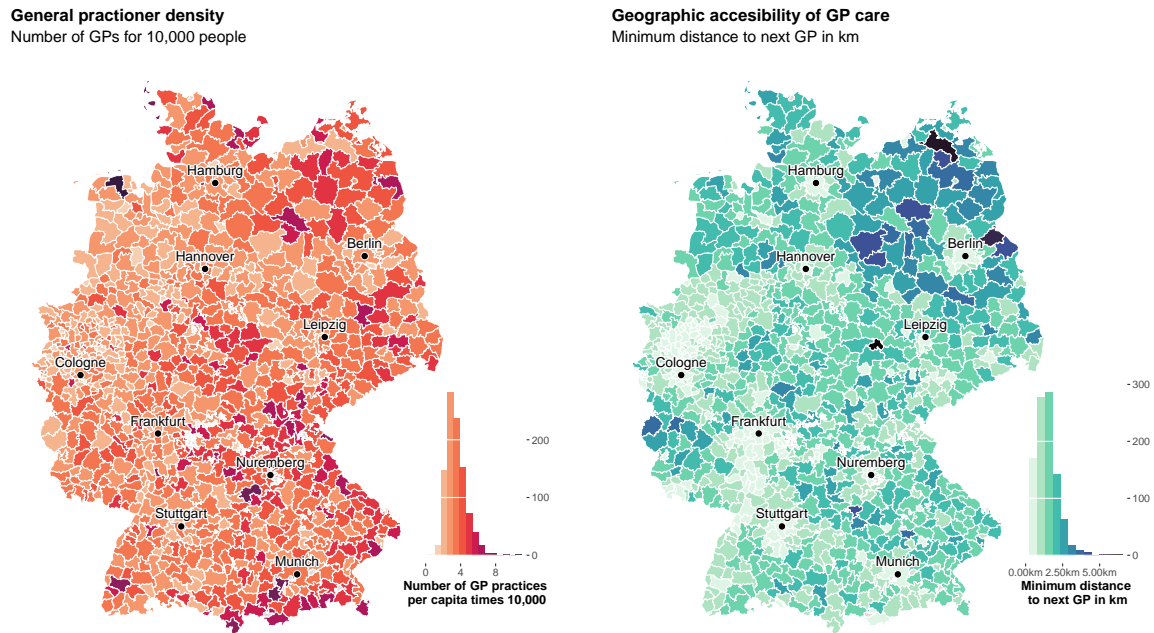 General practioner density
Number of GPs for 10,000 people
Hamburg
Berlin
Hannover
Leipzig
Cologne
Frankfurt
Nuremberg
Stuttgart
Munich
200
100
0
0 4 8
Number of GP practices
per capita times 10,000
Geographic accesibility of GP care
Minimum distance to next GP in km
Hamburg
Berlin
Hannover
Leipzig
Cologne
Frankfurt
Nuremberg
Stuttgart
Munich
300
200
100
0
0.00km 2.50km 5.00km
Minimum distance
to next GP in km